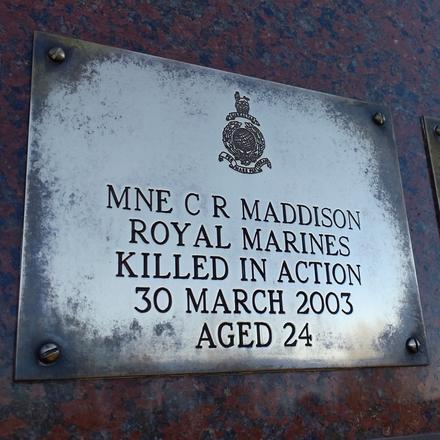 MNE C R MADDISON
ROYAL MARINES
KILLED IN ACTION
30 MARCH 2003
AGED 24